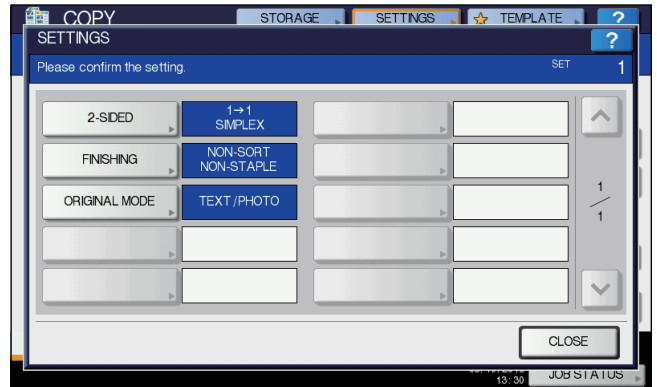 COPY
STORAGE
SETTINGS
TEMPLATE
?
SETTINGS
?
Please confirm the setting.
SET
1
2-SIDED
1→1
SIMPLEX
FINISHING
NON-SORT
NON-STAPLE
ORIGINAL MODE
TEXT/PHOTO
1
1
CLOSE
13:30
JOB STATUS